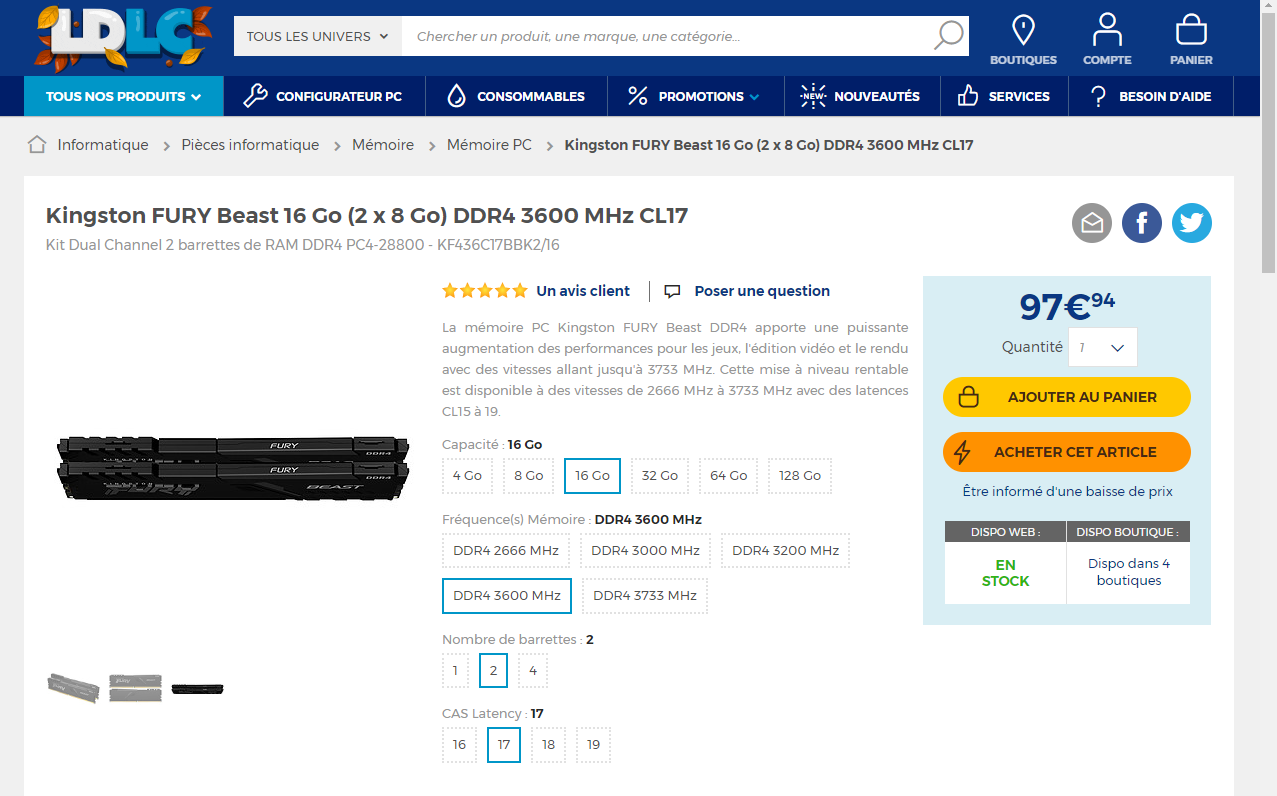 LDLC
TOUS LES UNIVERS
Chercher un produit, une marque, une catégorie...
BOUTIQUES
COMPTE
PANIER
TOUS NOS PRODUITS
CONFIGURATEUR PC
CONSOMMABLES
% PROMOTIONS
NEW NOUVEAUTÉS
SERVICES
? BESOIN D'AIDE
Informatique > Pièces informatique > Mémoire > Mémoire PC > Kingston FURY Beast 16 Go (2 x 8 Go) DDR4 3600 MHz CL17
Kingston FURY Beast 16 Go (2 x 8 Go) DDR4 3600 MHz CL17
Kit Dual Channel 2 barrettes de RAM DDR4 PC4-28800 - KF436C17BBK2/16
Un avis client
Poser une question
La mémoire PC Kingston FURY Beast DDR4 apporte une puissante
augmentation des performances pour les jeux, l'édition vidéo et le rendu
avec des vitesses allant jusqu'à 3733 MHz. Cette mise à niveau rentable
est disponible à des vitesses de 2666 MHz à 3733 MHz avec des latences
CL15 à 19.
Capacité : 16 Go
4 Go 8 Go 16 Go 32 Go 64 Go 128 Go
Fréquence(s) Mémoire : DDR4 3600 MHz
DDR4 2666 MHz DDR4 3000 MHz DDR4 3200 MHz
DDR4 3600 MHz DDR4 3733 MHz
Nombre de barrettes : 2
1 2 4
CAS Latency : 17
16 17 18 19
FURY
DDR4
FURY
DDR4
FURY
BEAST
97€94
Quantité 1
AJOUTER AU PANIER
ACHETER CET ARTICLE
Être informé d'une baisse de prix
DISPO WEB :
EN
STOCK
DISPO BOUTIQUE :
Dispo dans 4
boutiques